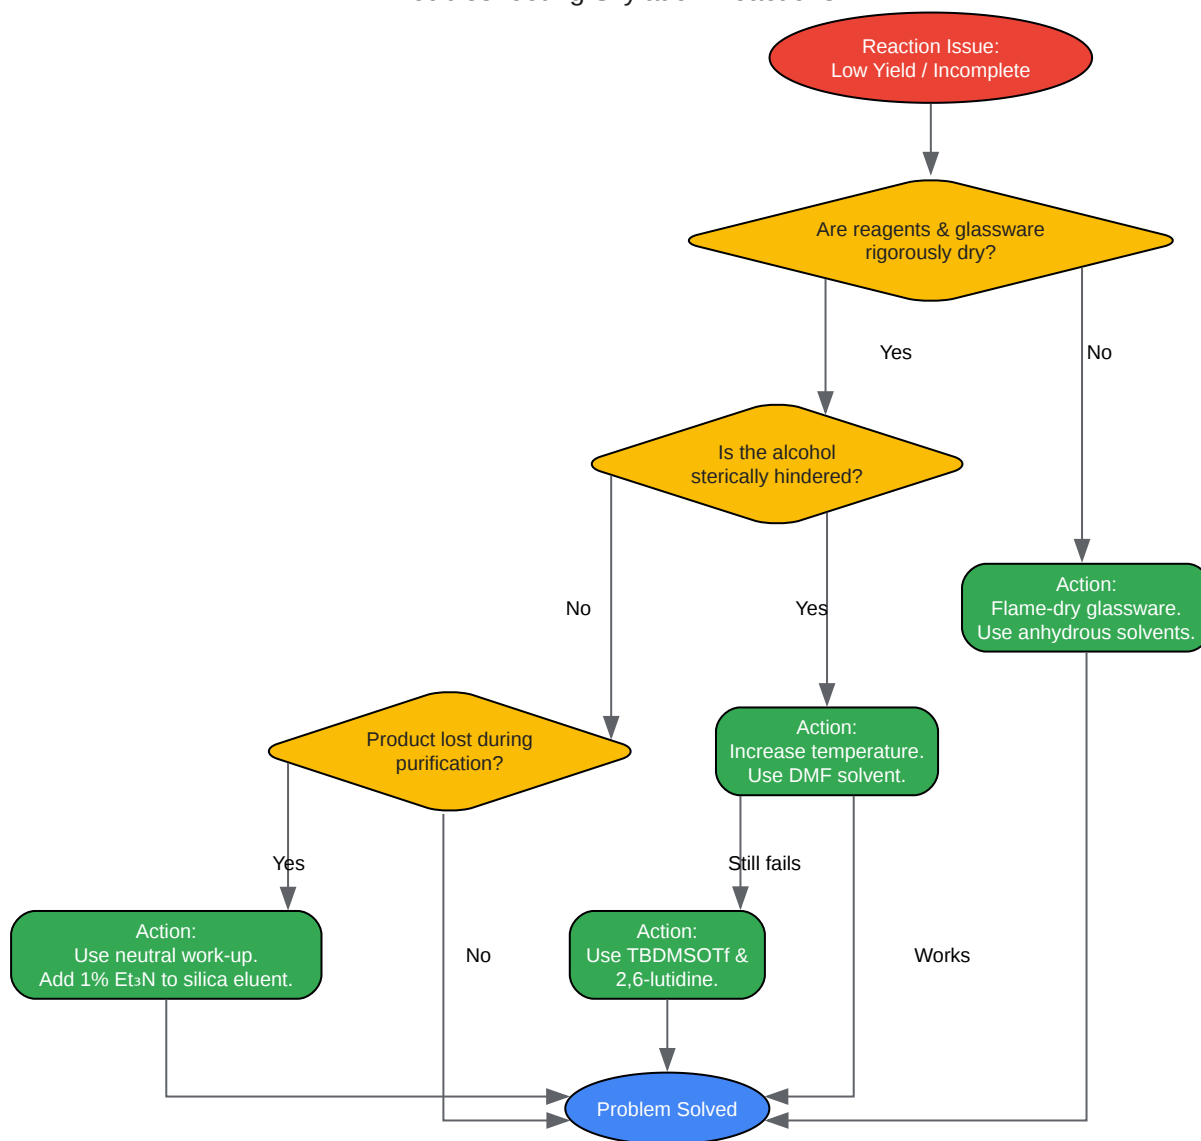 Reaction Issue:
Low Yield / Incomplete
Are reagents & glassware
rigorously dry?
Yes
No
Is the alcohol
sterically hindered?
No
Yes
Action:
Flame-dry glassware.
Use anhydrous solvents.
Product lost during
purification?
Action:
Increase temperature.
Use DMF solvent.
Yes
Still fails
Action:
Use neutral work-up.
Add 1% Et₃N to silica eluent.
No
Action:
Use TBDMSOTf &
2,6-lutidine.
Works
Problem Solved